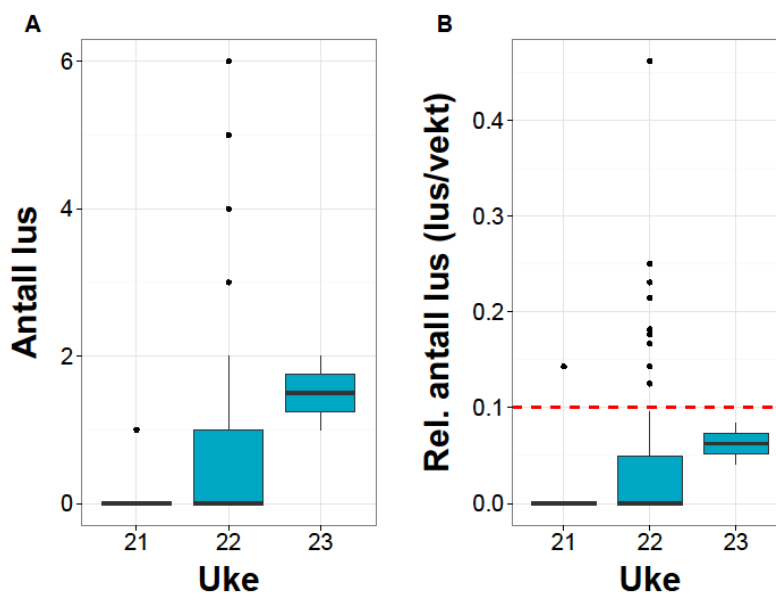 A
Antall lus
6
4
2
0
21 22 23
Uke
B
Rel. antall lus (lus/vekt)
0.4
0.3
0.2
0.1
0.0
21 22 23
Uke